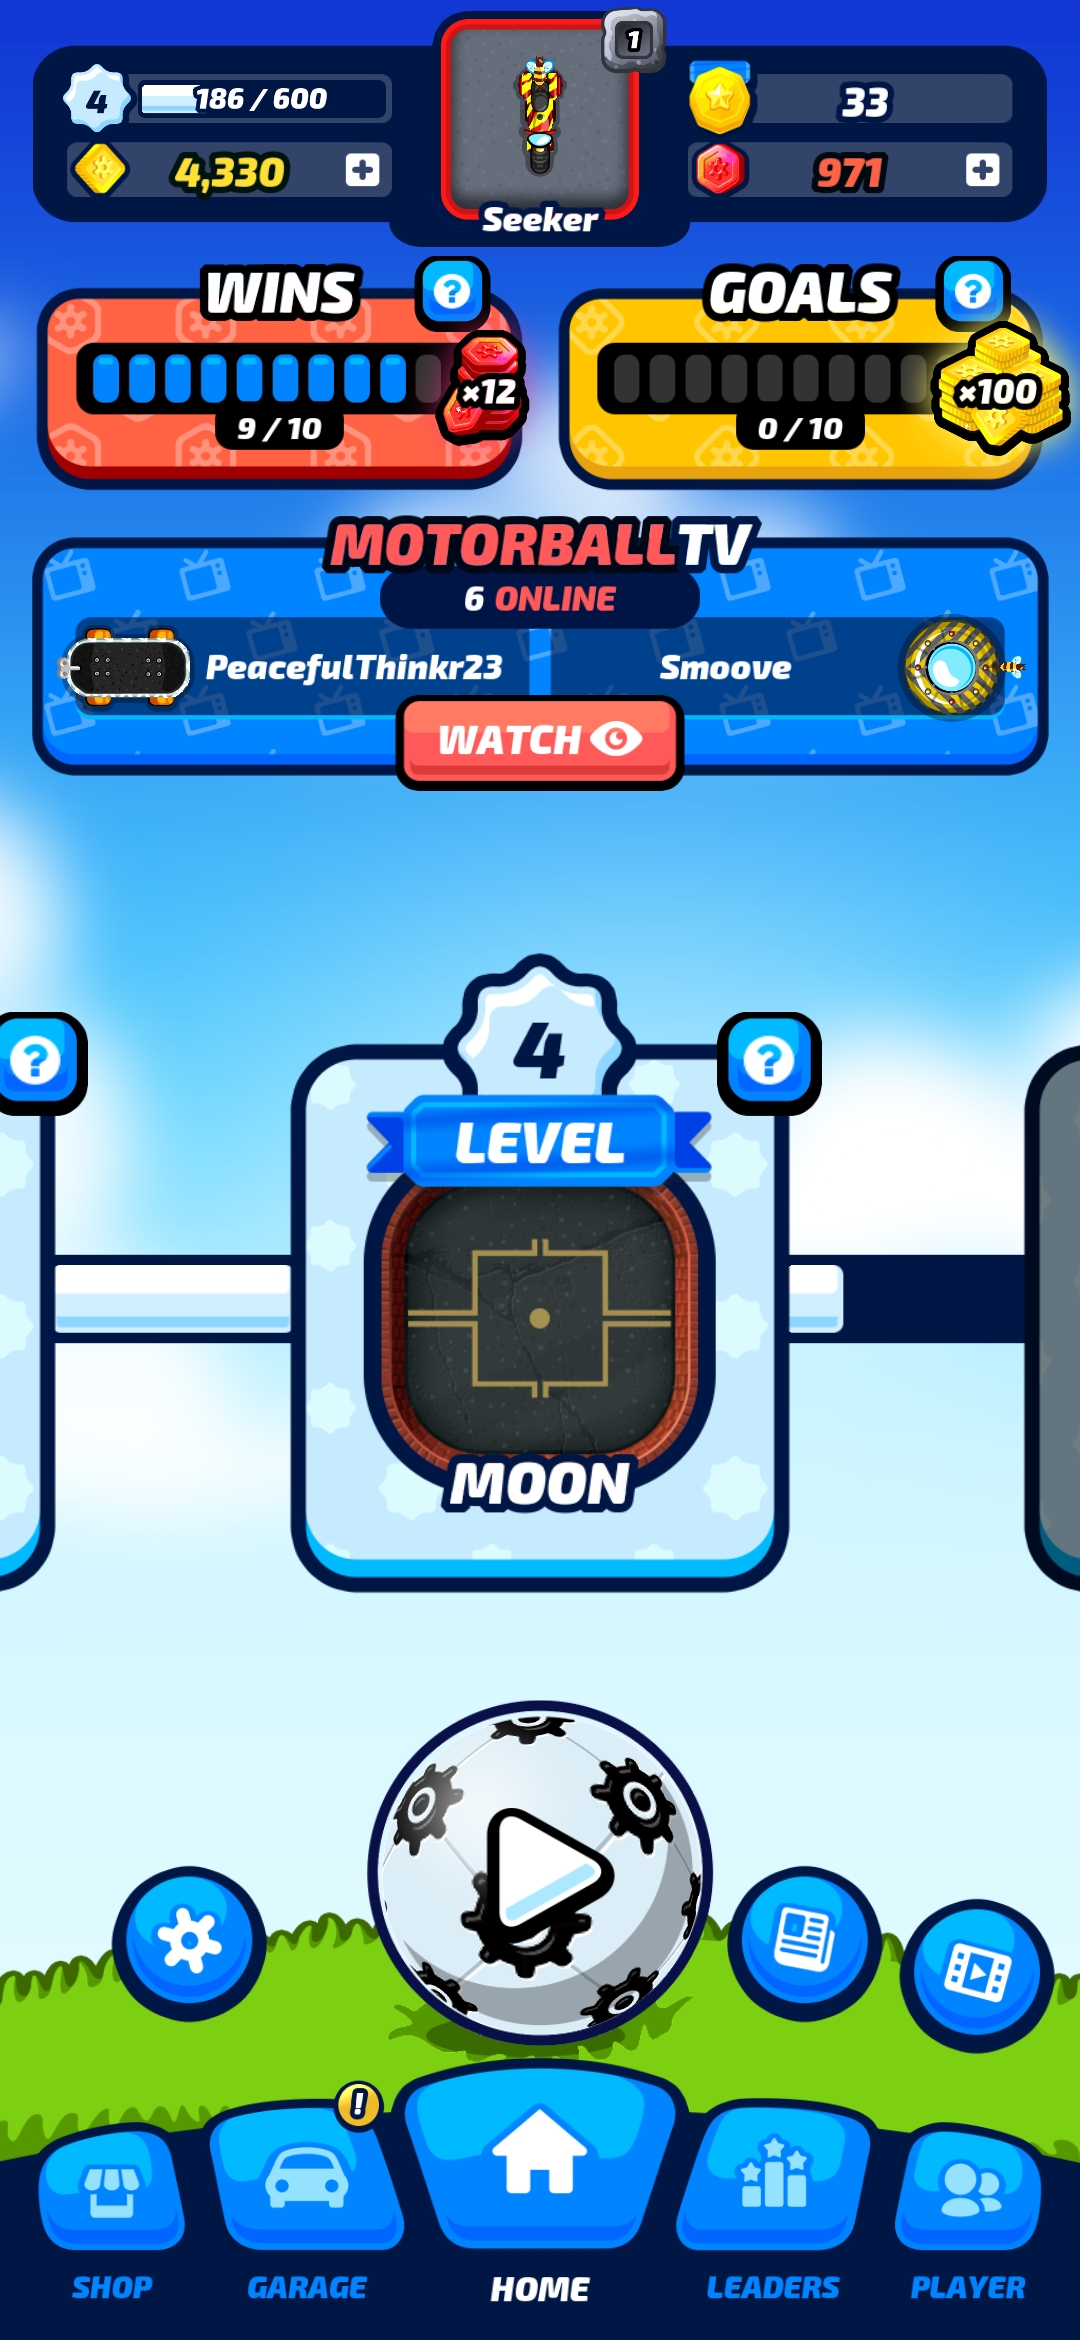 1
4
186 / 600
33
4,330
971
Seeker
WINS
?
GOALS
?
×12
×100
9 / 10
0 / 10
MOTORBALLTV
6 ONLINE
PeacefulThinkr23
Smoove
WATCH
4
?
?
LEVEL
MOON
!
SHOP
GARAGE
HOME
LEADERS
PLAYER